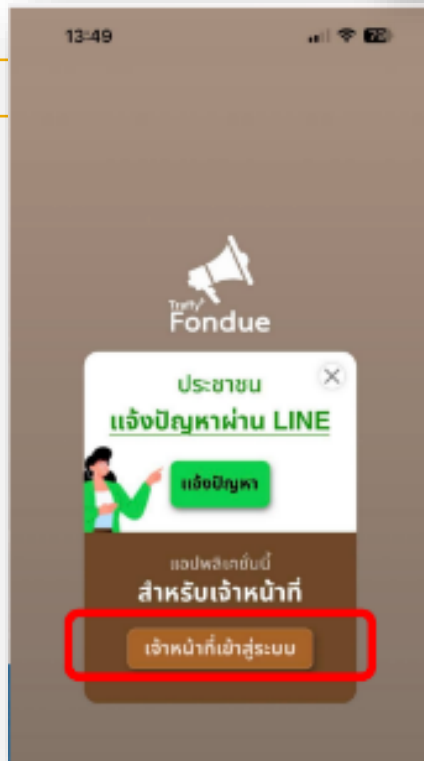 13:49
Traffy
Fondue
ประชาชน
แจ้งปัญหาผ่าน LINE
แจ้งปัญหา
แอปพลิเคชั่นนี้
สำหรับเจ้าหน้าที่
เจ้าหน้าที่เข้าสู่ระบบ